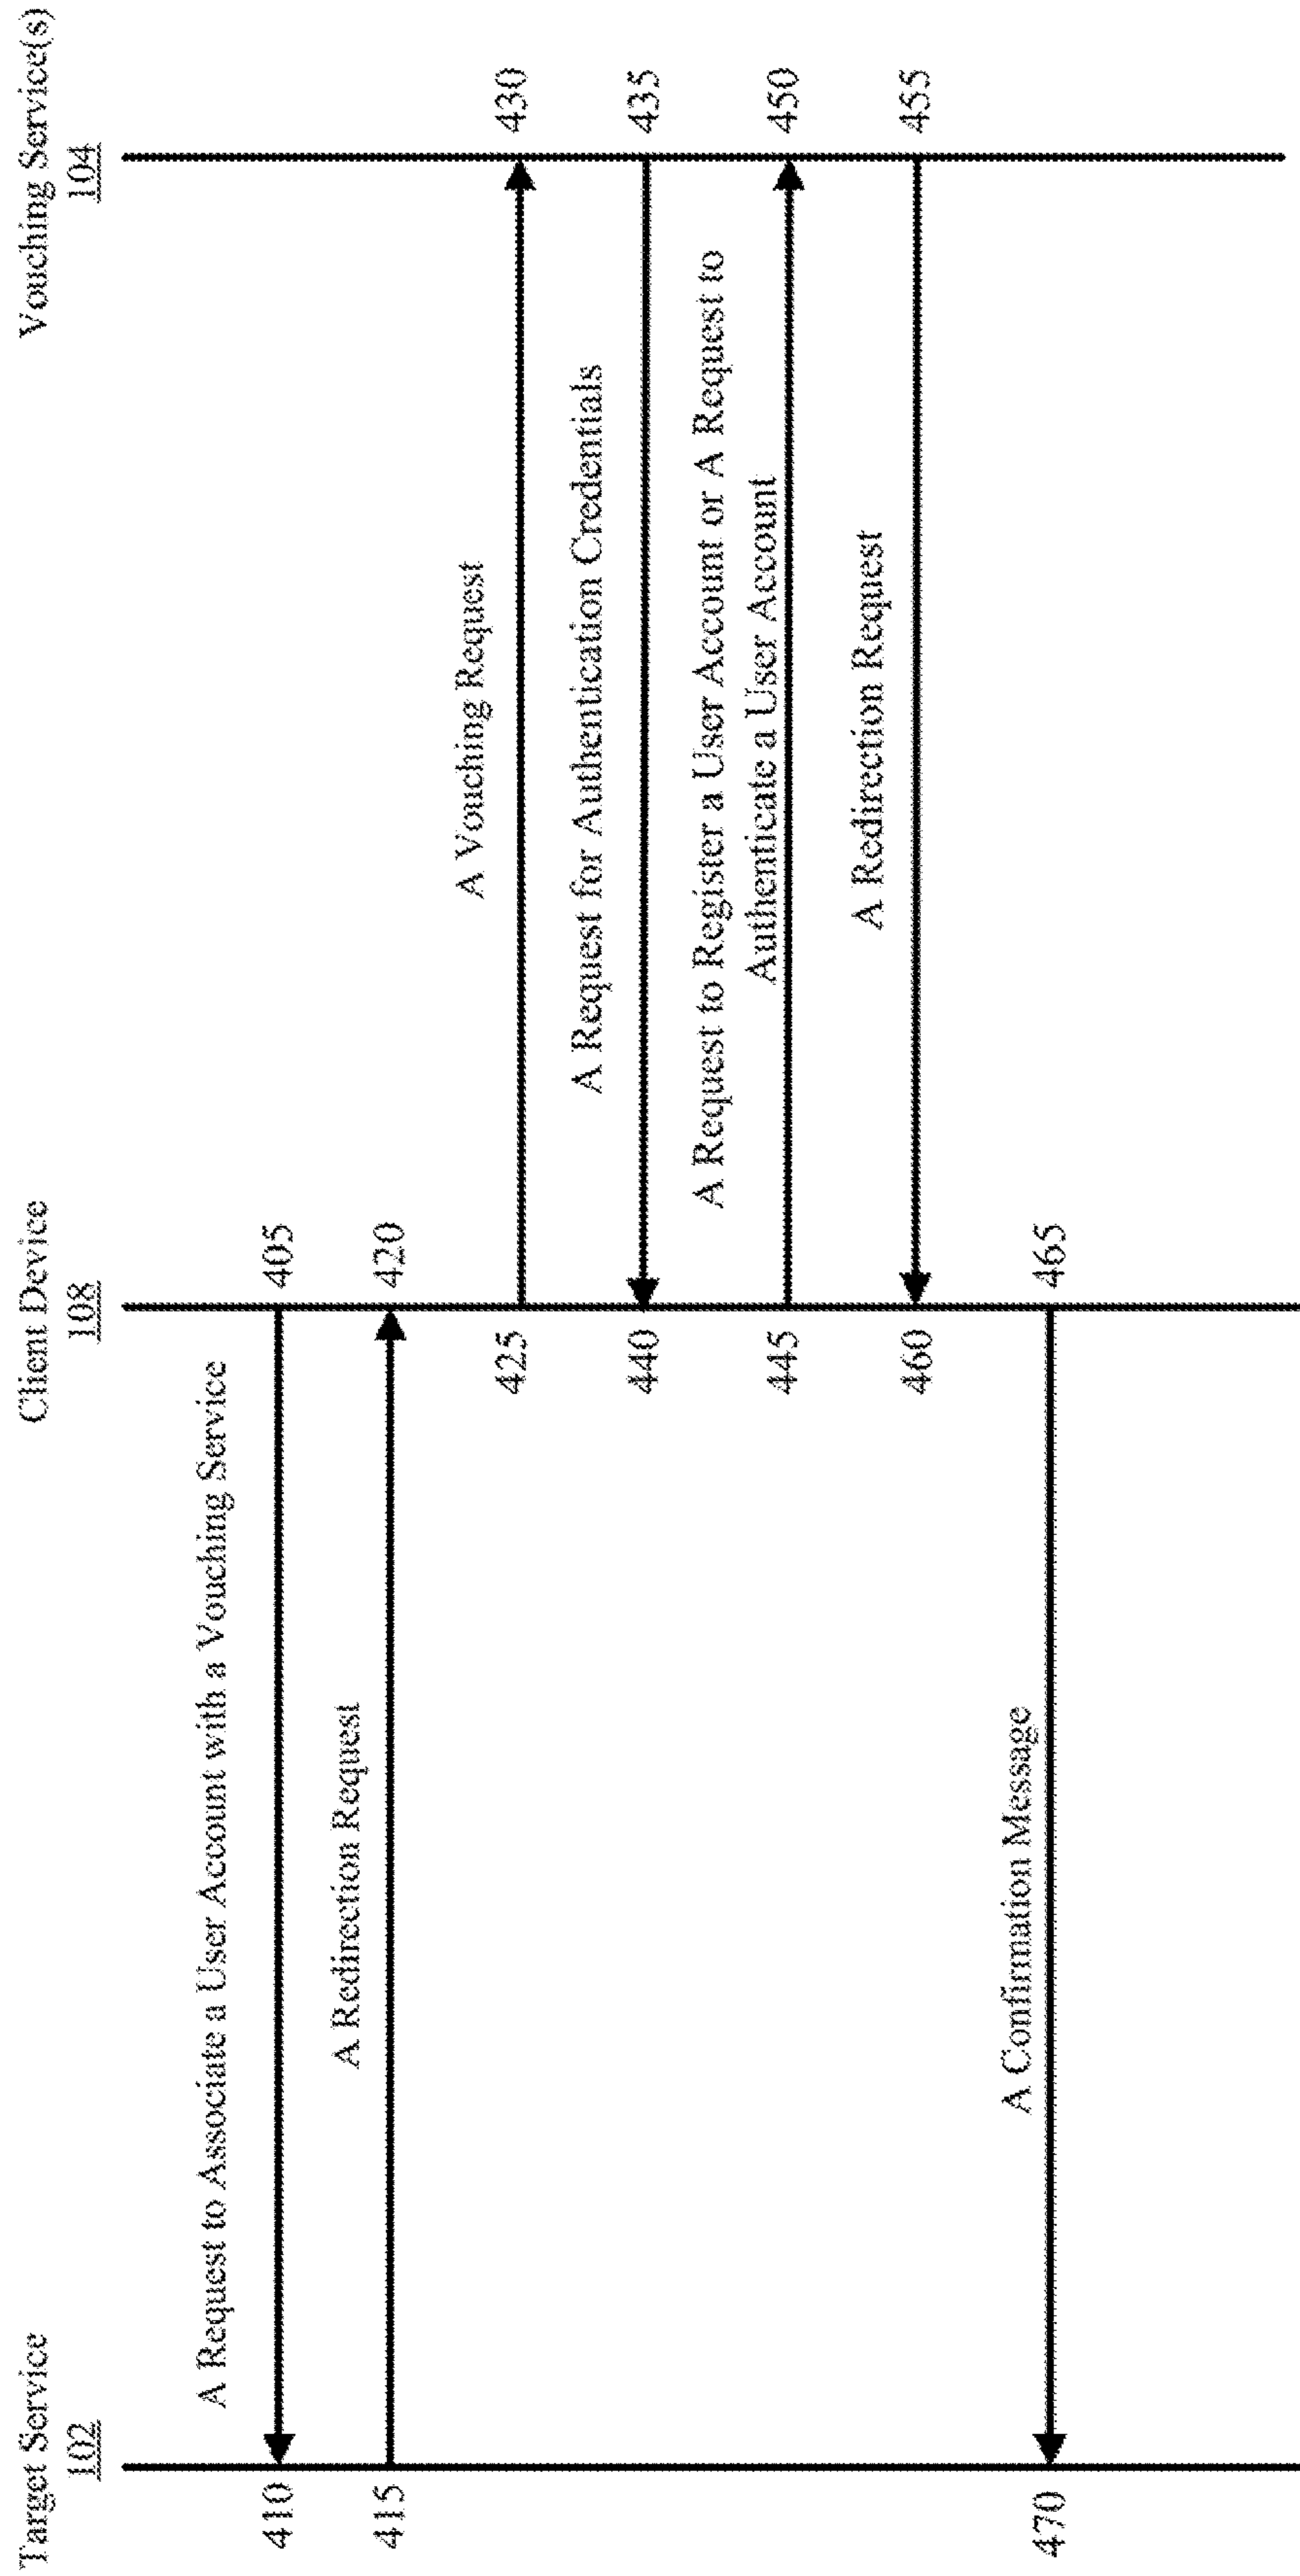 Target Service
102
Client Device
108
Vouching Service(s)
104
A Request to Associate a User Account with a Vouching Service
410
405
A Redirection Request
415
420
A Vouching Request
425
430
A Request for Authentication Credentials
440
435
A Request to Register a User Account or A Request to
Authenticate a User Account
445
450
A Redirection Request
460
455
A Confirmation Message
470
465